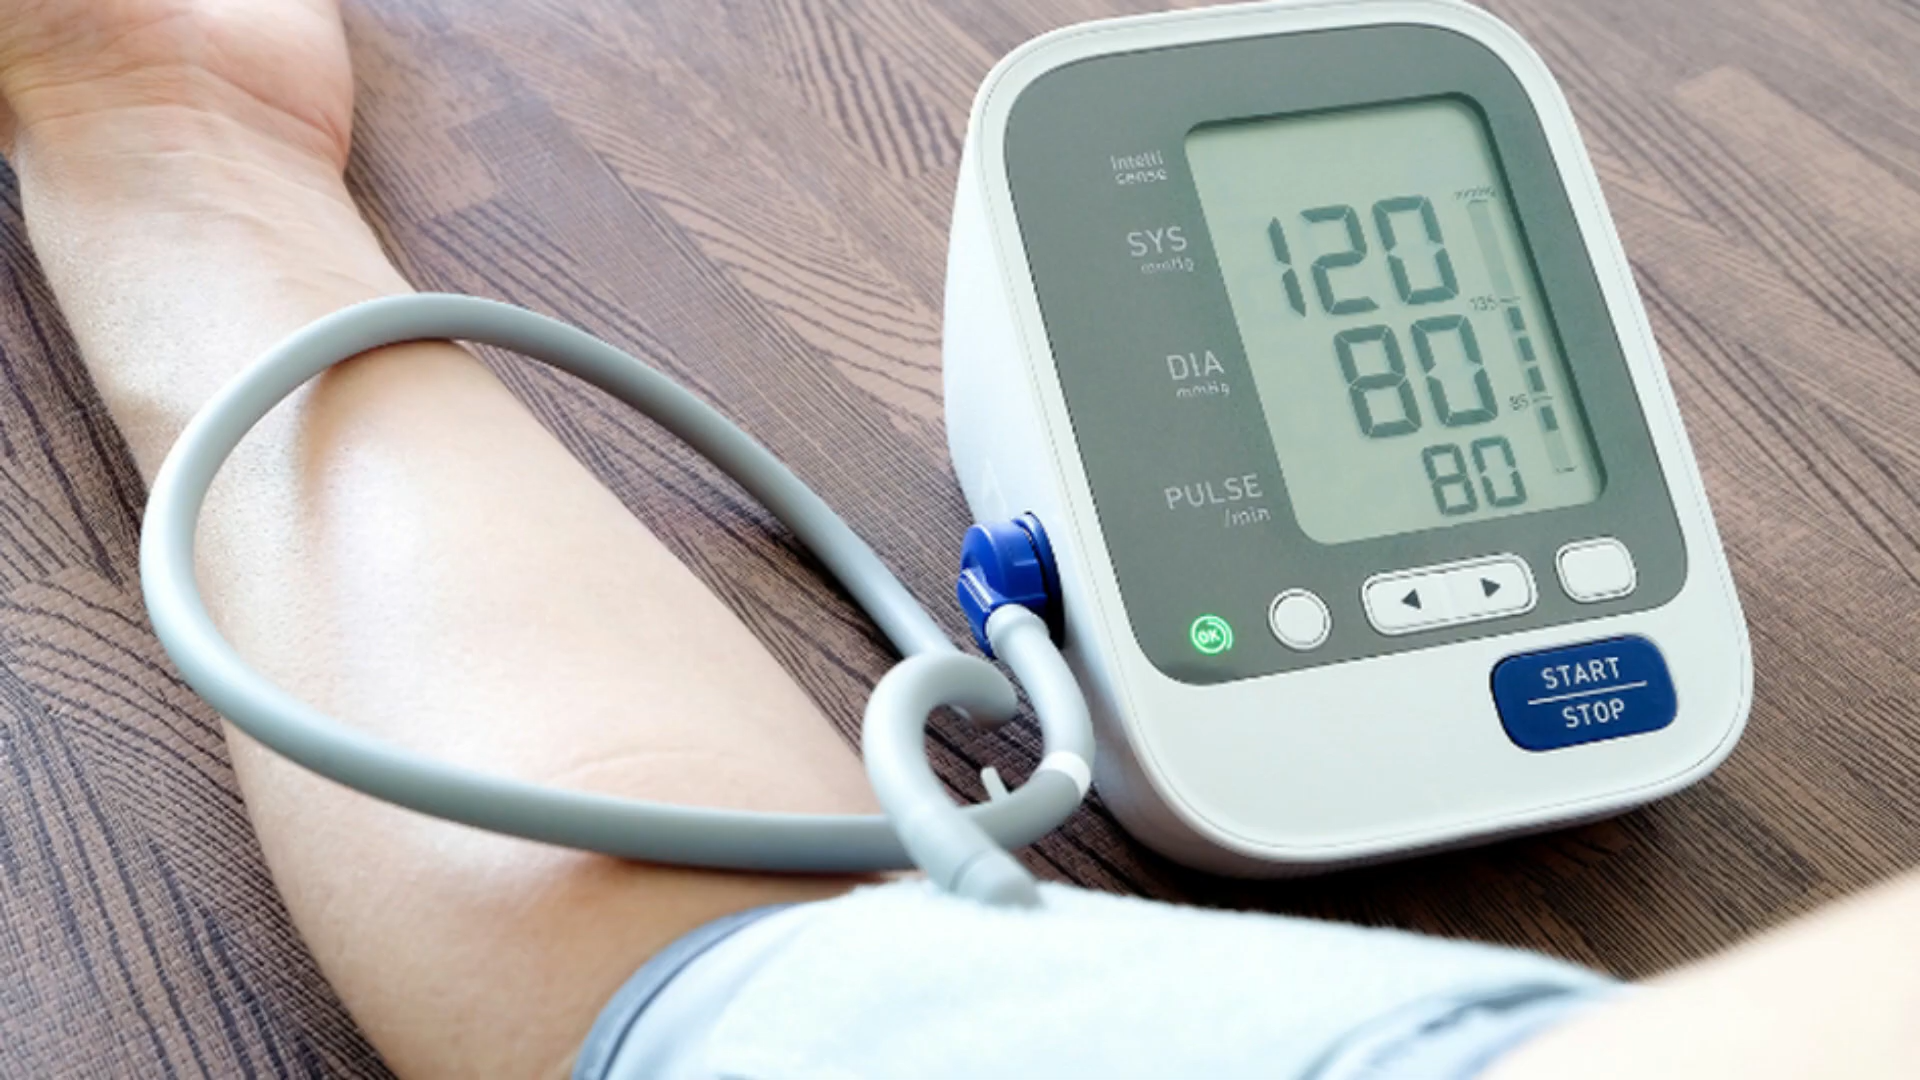 Intelli
sense
SYS
mmHg
120
135
DIA
mmHg
80
85
PULSE
/min
80
OK
START
STOP